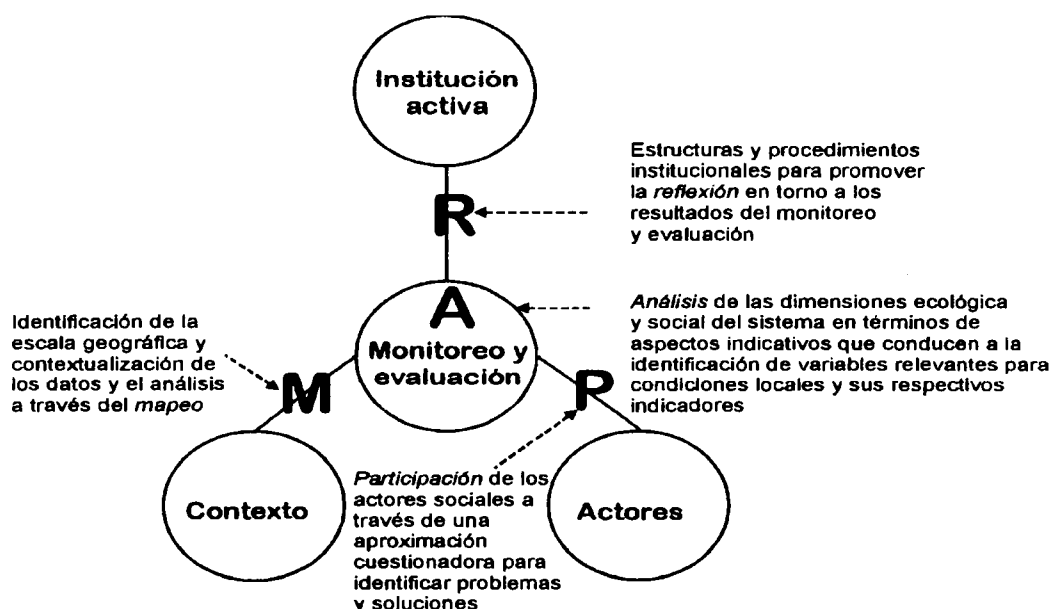 Institución
activa
R
Estructuras y procedimientos
institucionales para promover
la reflexión en torno a los
resultados del monitoreo
y evaluación
A
Monitoreo y
evaluación
Análisis de las dimensiones ecológica
y social del sistema en términos de
aspectos indicativos que conducen a la
identificación de variables relevantes para
condiciones locales y sus respectivos
indicadores
Identificación de la
escala geográfica y
contextualización de
los datos y el análisis
a través del mapeo
M
P
Contexto
Participación de los
actores sociales a
través de una
aproximación
cuestionadora para
identificar problemas
y soluciones
Actores